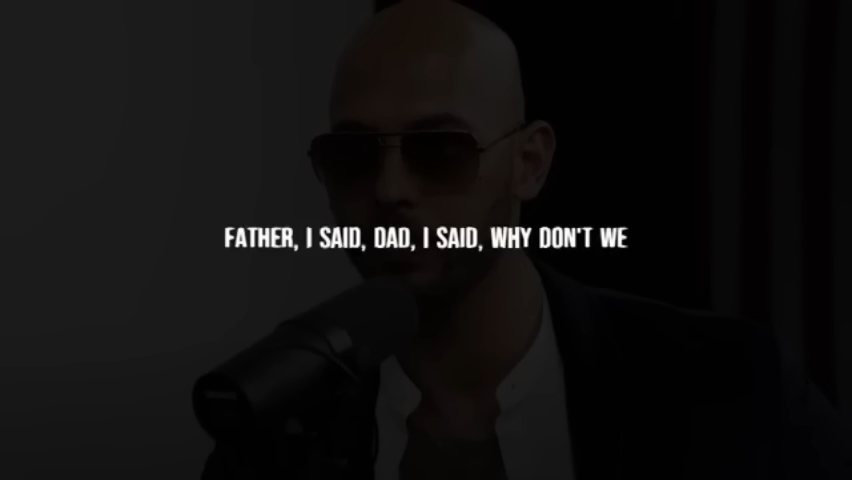 FATHER, I SAID, DAD, I SAID, WHY DON'T WE